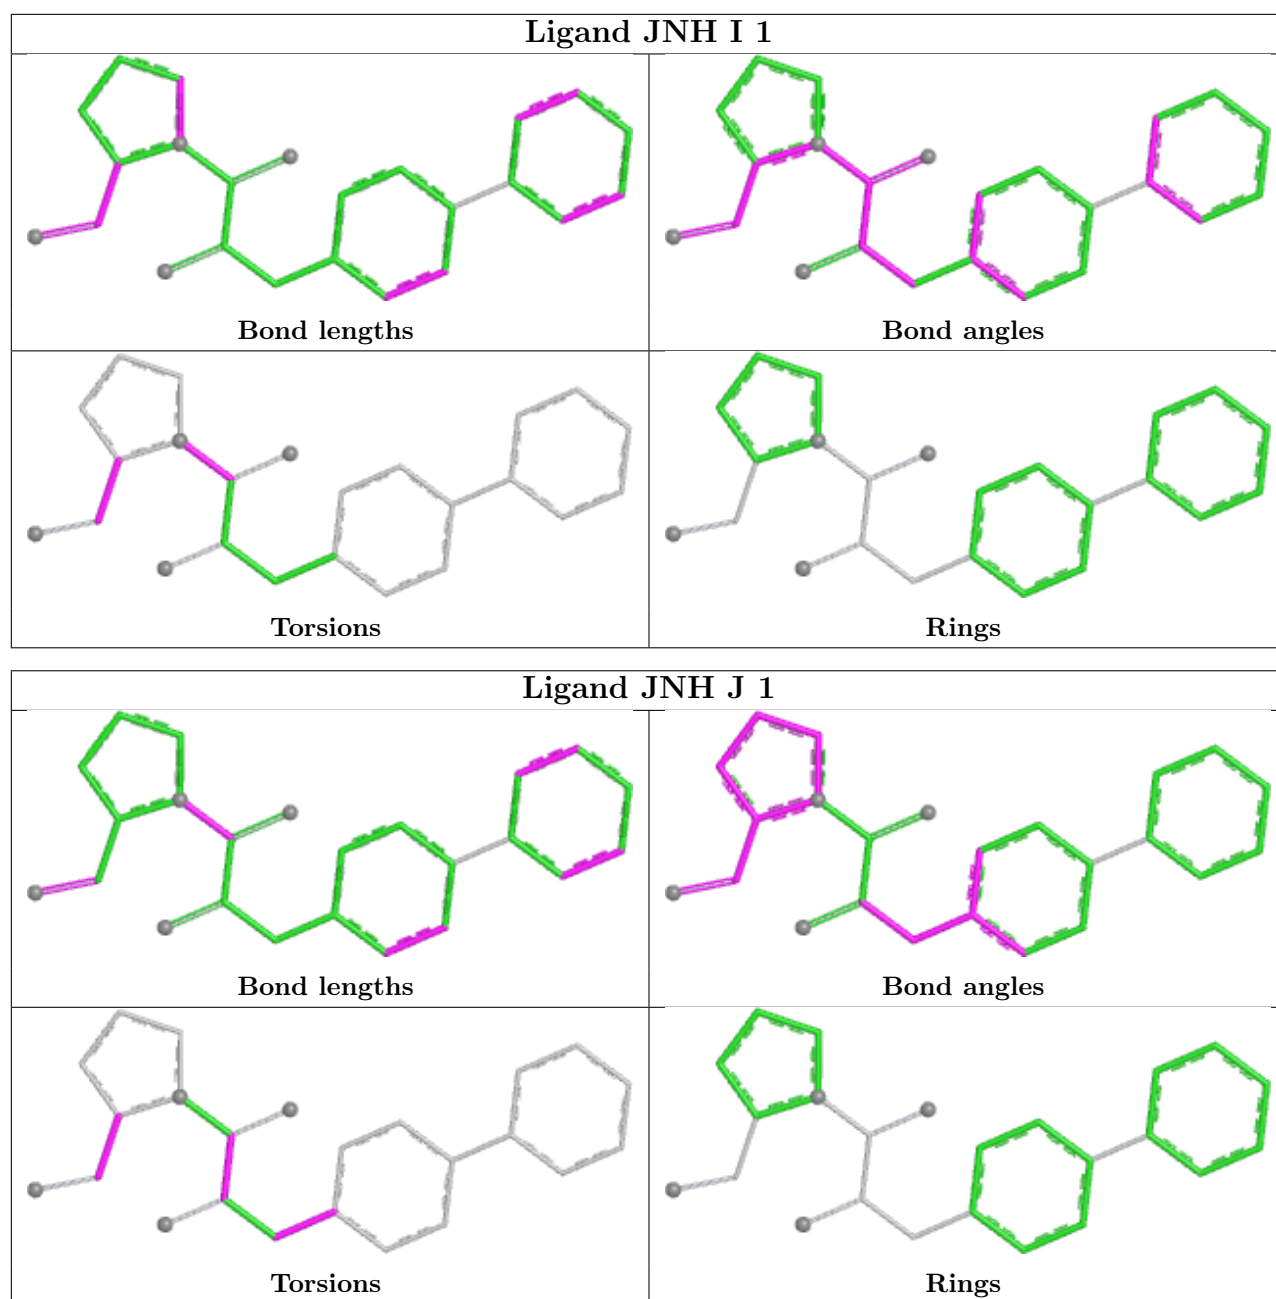 Ligand JNH I 1
Bond lengths
Bond angles
Torsions
Rings
Ligand JNH J 1
Bond lengths
Bond angles
Torsions
Rings